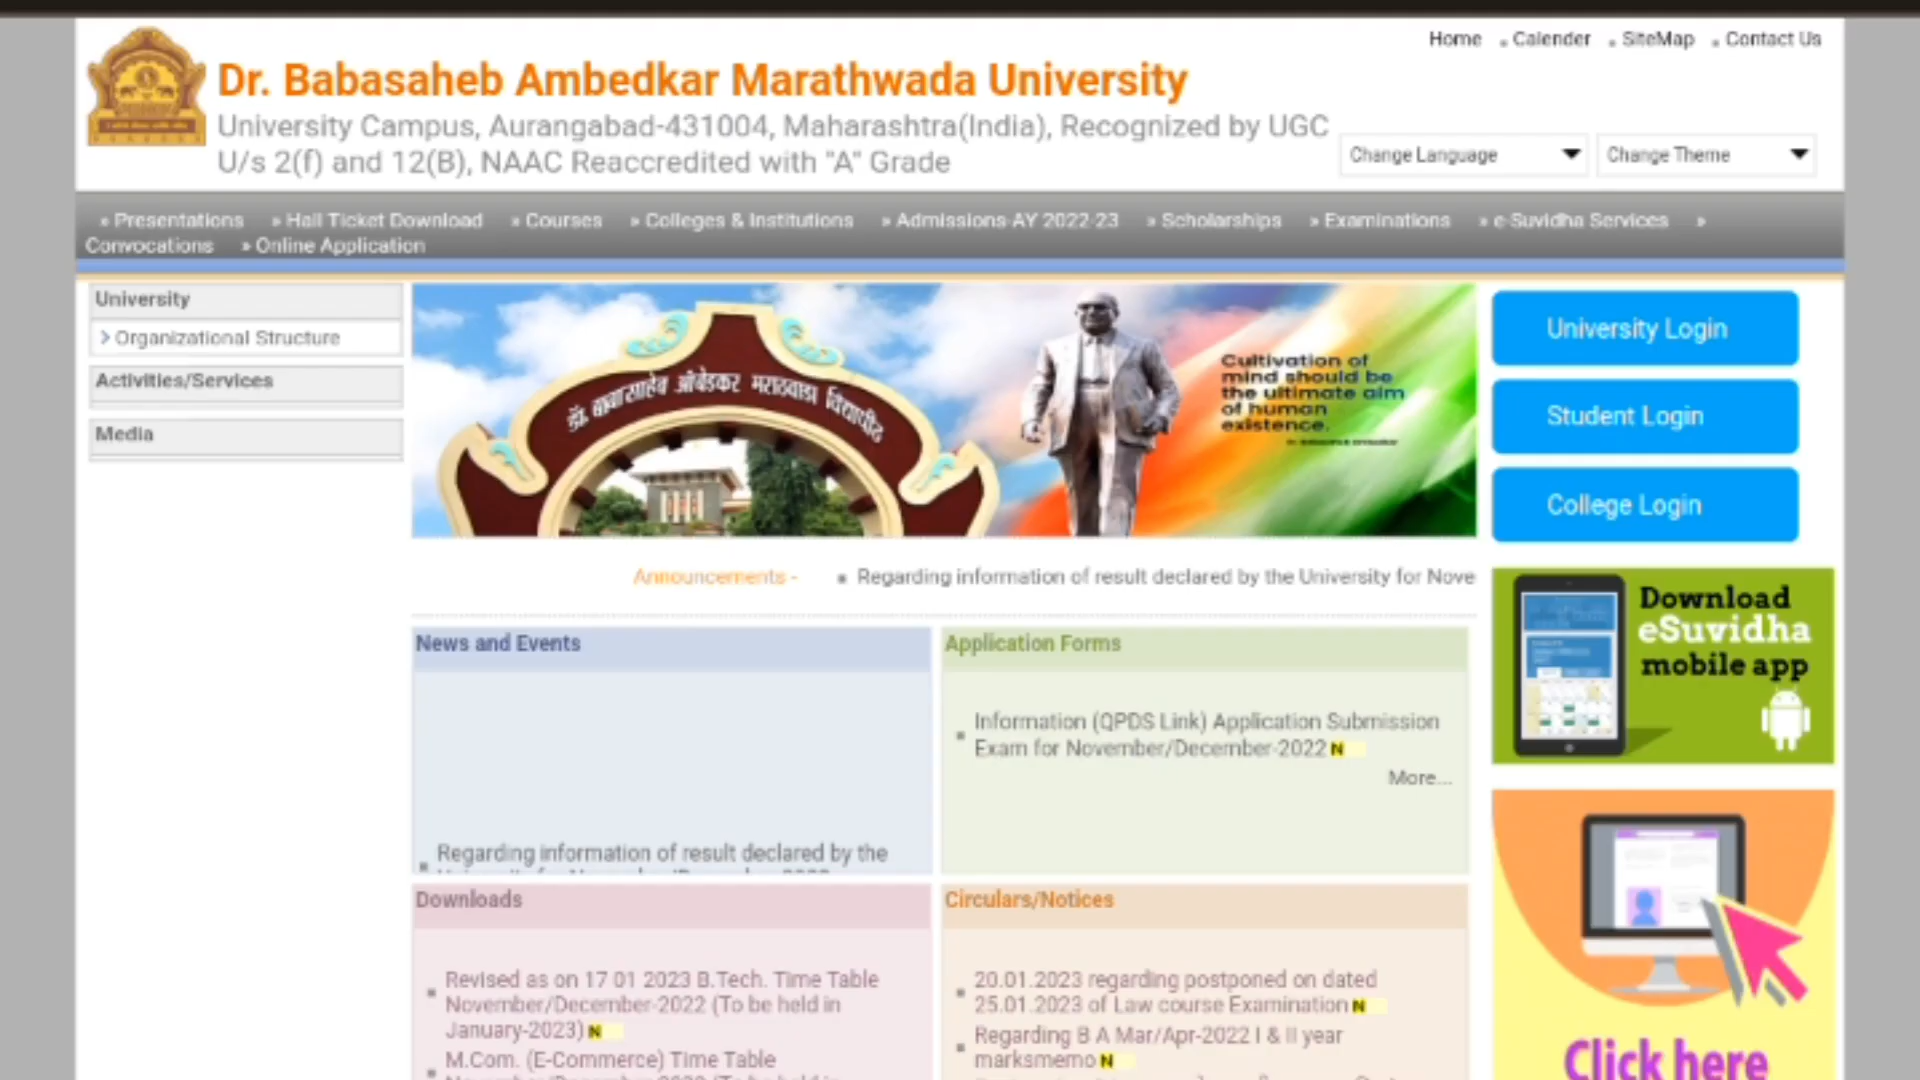 Home
Calender
SiteMap
Contact Us
Dr. Babasaheb Ambedkar Marathwada University
University Campus, Aurangabad-431004, Maharashtra(India), Recognized by UGC
U/s 2(f) and 12(B), NAAC Reaccredited with "A" Grade
Change Language
Change Theme
» Presentations » Hall Ticket Download » Courses » Colleges & Institutions » Admissions-AY 2022-23 » Scholarships » Examinations » e-Suvidha Services »
Convocations » Online Application
University
Organizational Structure
Activities/Services
Media
डॉ. बाबासाहेब आंबेडकर मराठवाडा विद्यापीठ
Cultivation of
mind should be
the ultimate aim
of human
existence.
University Login
Student Login
College Login
Announcements -
Regarding information of result declared by the University for Nove
News and Events
Regarding information of result declared by the
Application Forms
Information (QPDS Link) Application Submission
Exam for November/December-2022 N
More...
Download
eSuvidha
mobile app
Downloads
Revised as on 17 01 2023 B.Tech. Time Table
November/December-2022 (To be held in
January-2023) N
M.Com. (E-Commerce) Time Table
Circulars/Notices
20.01.2023 regarding postponed on dated
25.01.2023 of Law course Examination N
Regarding B A Mar/Apr-2022 I & II year
marksmemo N
Click here